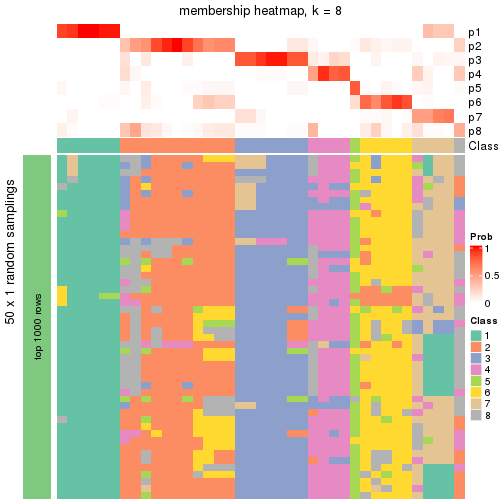 membership heatmap, k = 8
p1
p2
p3
p4
p5
p6
p7
p8
Class
50 x 1 random samplings
top 1000 rows
Prob
1
0.5
0
Class
1
2
3
4
5
6
7
8